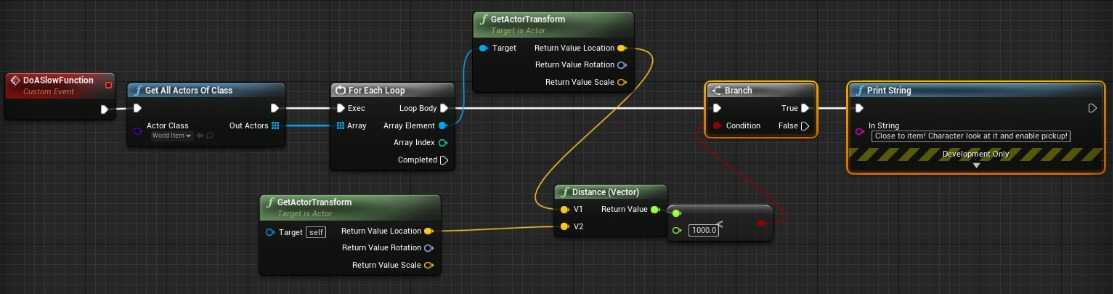 GetActorTransform
Target is Actor
Target
Return Value Location
Return Value Rotation
Return Value Scale
DoASlowFunction
Custom Event
Get All Actors Of Class
Actor Class
World Item
Out Actors
For Each Loop
Exec
Loop Body
Array
Array Element
Array Index
Completed
Branch
True
Condition
False
Print String
In String
Close to item! Character look at it and enable pickup!
Development Only
GetActorTransform
Target is Actor
Target
self
Return Value Location
Return Value Rotation
Return Value Scale
Distance (Vector)
V1
Return Value
V2
<
1000.0